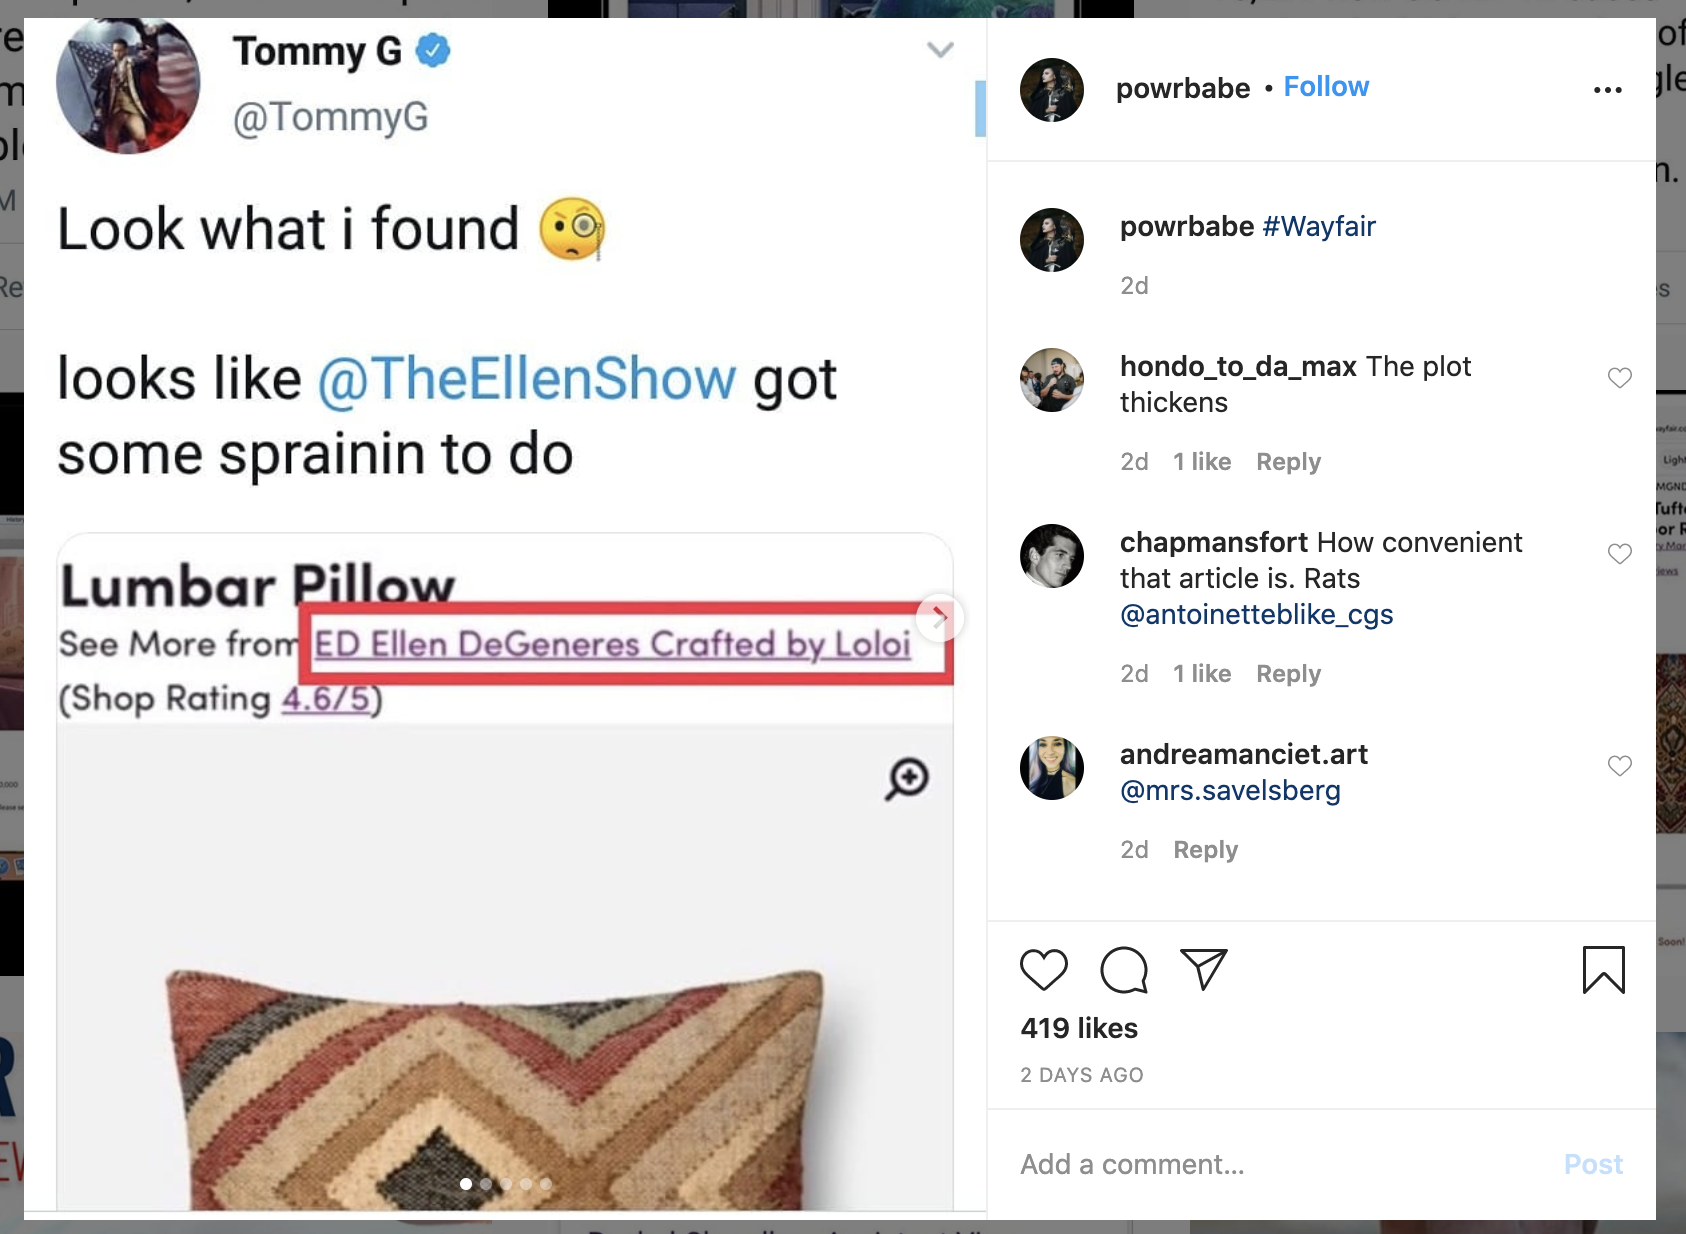 Tommy G
@TommyG
Look what i found 🧐
looks like @TheEllenShow got
some sprainin to do
Lumbar Pillow
See More from ED Ellen DeGeneres Crafted by Loloi
(Shop Rating 4.6/5)
powrbabe • Follow
...
powrbabe #Wayfair
2d
hondo_to_da_max The plot
thickens
2d 1 like Reply
chapmansfort How convenient
that article is. Rats
@antoinetteblike_cgs
2d 1 like Reply
andreamanciet.art
@mrs.savelsberg
2d Reply
419 likes
2 DAYS AGO
Add a comment...
Post